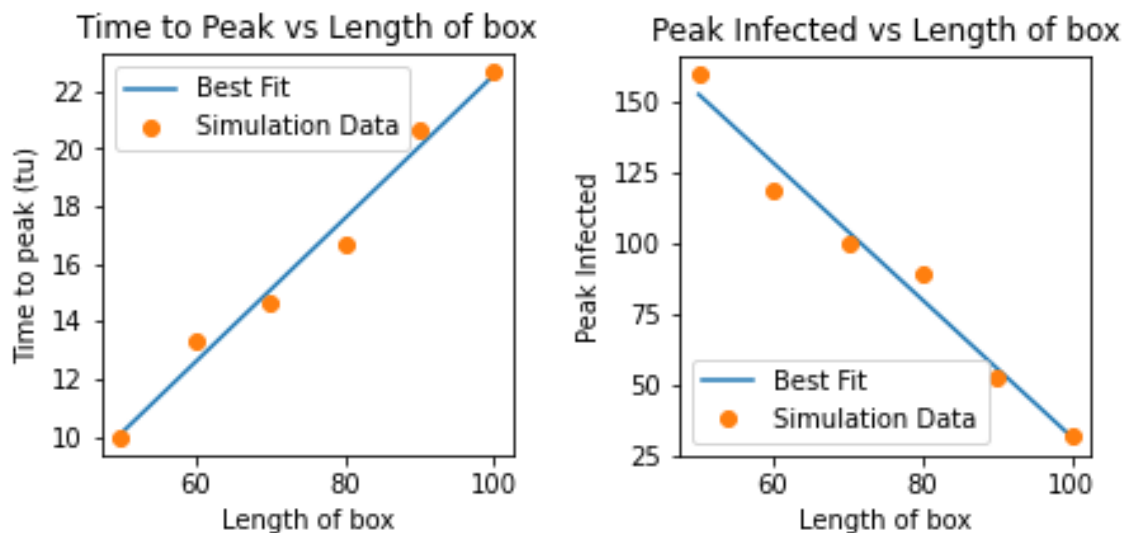 Time to Peak vs Length of box
Time to peak (tu)
22
20
18
16
14
12
10
Best Fit
Simulation Data
60
80
100
Length of box
Peak Infected vs Length of box
Peak Infected
150
125
100
75
50
25
Best Fit
Simulation Data
60
80
100
Length of box